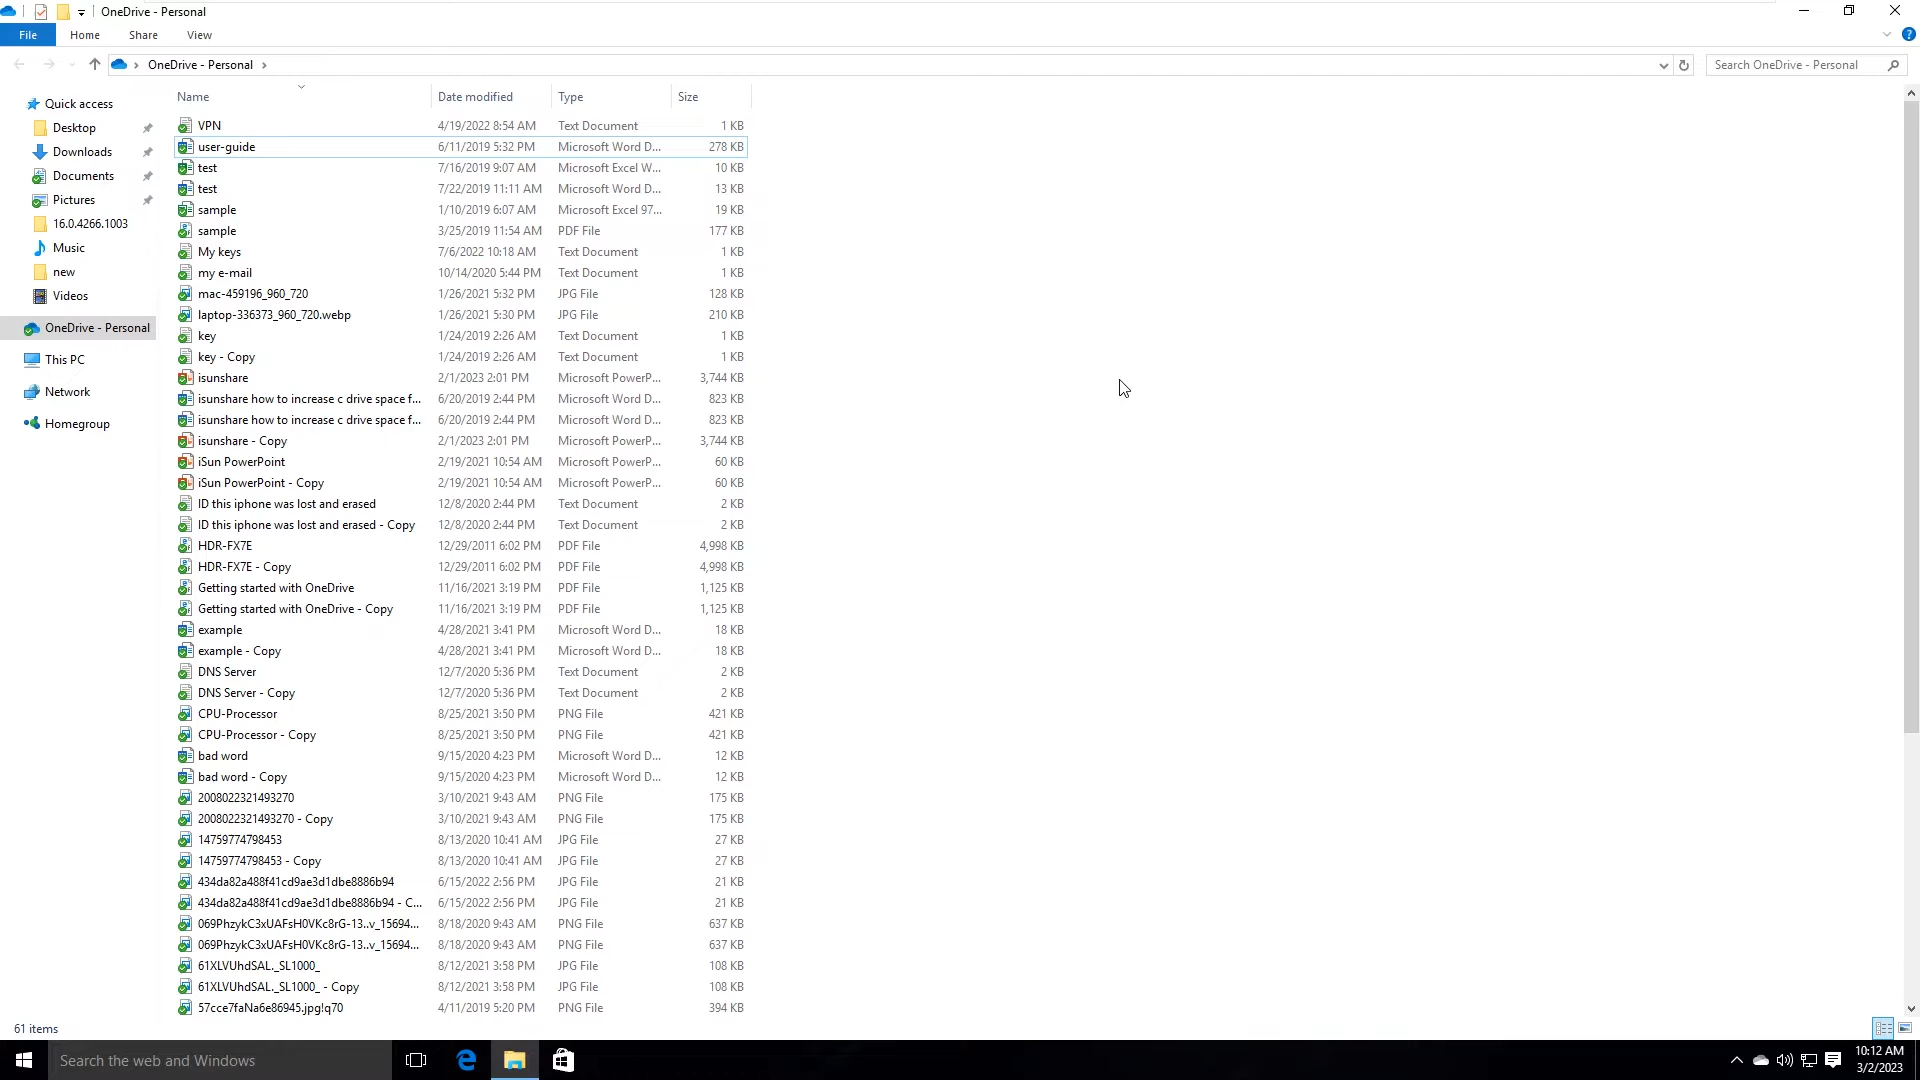 OneDrive - Personal
File Home Share View
OneDrive - Personal
Search OneDrive - Personal
Quick access
Desktop
Downloads
Documents
Pictures
16.0.4266.1003
Music
new
Videos
OneDrive - Personal
This PC
Network
Homegroup
Name Date modified Type Size
VPN 4/19/2022 8:54 AM Text Document 1 KB
user-guide 6/11/2019 5:32 PM Microsoft Word D... 278 KB
test 7/16/2019 9:07 AM Microsoft Excel W... 10 KB
test 7/22/2019 11:11 AM Microsoft Word D... 13 KB
sample 1/10/2019 6:07 AM Microsoft Excel 97... 19 KB
sample 3/25/2019 11:54 AM PDF File 177 KB
My keys 7/6/2022 10:18 AM Text Document 1 KB
my e-mail 10/14/2020 5:44 PM Text Document 1 KB
mac-459196_960_720 1/26/2021 5:32 PM JPG File 128 KB
laptop-336373_960_720.webp 1/26/2021 5:30 PM JPG File 210 KB
key 1/24/2019 2:26 AM Text Document 1 KB
key - Copy 1/24/2019 2:26 AM Text Document 1 KB
isunshare 2/1/2023 2:01 PM Microsoft PowerP... 3,744 KB
isunshare how to increase c drive space f... 6/20/2019 2:44 PM Microsoft Word D... 823 KB
isunshare how to increase c drive space f... 6/20/2019 2:44 PM Microsoft Word D... 823 KB
isunshare - Copy 2/1/2023 2:01 PM Microsoft PowerP... 3,744 KB
iSun PowerPoint 2/19/2021 10:54 AM Microsoft PowerP... 60 KB
iSun PowerPoint - Copy 2/19/2021 10:54 AM Microsoft PowerP... 60 KB
ID this iphone was lost and erased 12/8/2020 2:44 PM Text Document 2 KB
ID this iphone was lost and erased - Copy 12/8/2020 2:44 PM Text Document 2 KB
HDR-FX7E 12/29/2011 6:02 PM PDF File 4,998 KB
HDR-FX7E - Copy 12/29/2011 6:02 PM PDF File 4,998 KB
Getting started with OneDrive 11/16/2021 3:19 PM PDF File 1,125 KB
Getting started with OneDrive - Copy 11/16/2021 3:19 PM PDF File 1,125 KB
example 4/28/2021 3:41 PM Microsoft Word D... 18 KB
example - Copy 4/28/2021 3:41 PM Microsoft Word D... 18 KB
DNS Server 12/7/2020 5:36 PM Text Document 2 KB
DNS Server - Copy 12/7/2020 5:36 PM Text Document 2 KB
CPU-Processor 8/25/2021 3:50 PM PNG File 421 KB
CPU-Processor - Copy 8/25/2021 3:50 PM PNG File 421 KB
bad word 9/15/2020 4:23 PM Microsoft Word D... 12 KB
bad word - Copy 9/15/2020 4:23 PM Microsoft Word D... 12 KB
2008022321493270 3/10/2021 9:43 AM PNG File 175 KB
2008022321493270 - Copy 3/10/2021 9:43 AM PNG File 175 KB
14759774798453 8/13/2020 10:41 AM JPG File 27 KB
14759774798453 - Copy 8/13/2020 10:41 AM JPG File 27 KB
434da82a488f41cd9ae3d1dbe8886b94 6/15/2022 2:56 PM JPG File 21 KB
434da82a488f41cd9ae3d1dbe8886b94 - C... 6/15/2022 2:56 PM JPG File 21 KB
069PhzykC3xUAFsH0VKc8rG-13..v_15694... 8/18/2020 9:43 AM PNG File 637 KB
069PhzykC3xUAFsH0VKc8rG-13..v_15694... 8/18/2020 9:43 AM PNG File 637 KB
61XLVUhdSAL._SL1000_ 8/12/2021 3:58 PM JPG File 108 KB
61XLVUhdSAL._SL1000_ - Copy 8/12/2021 3:58 PM JPG File 108 KB
57cce7faNa6e86945.jpg!q70 4/11/2019 5:20 PM PNG File 394 KB
61 items
Search the web and Windows
10:12 AM
3/2/2023